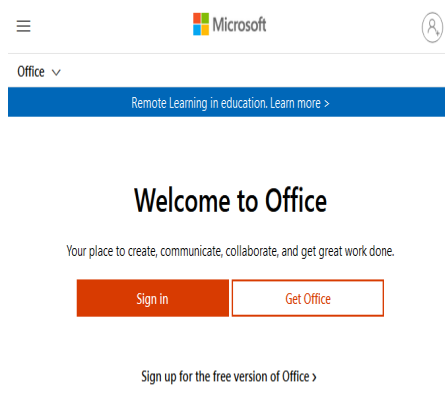 Microsoft
Office
Remote Learning in education. Learn more >
Welcome to Office
Your place to create, communicate, collaborate, and get great work done.
Sign in
Get Office
Sign up for the free version of Office >